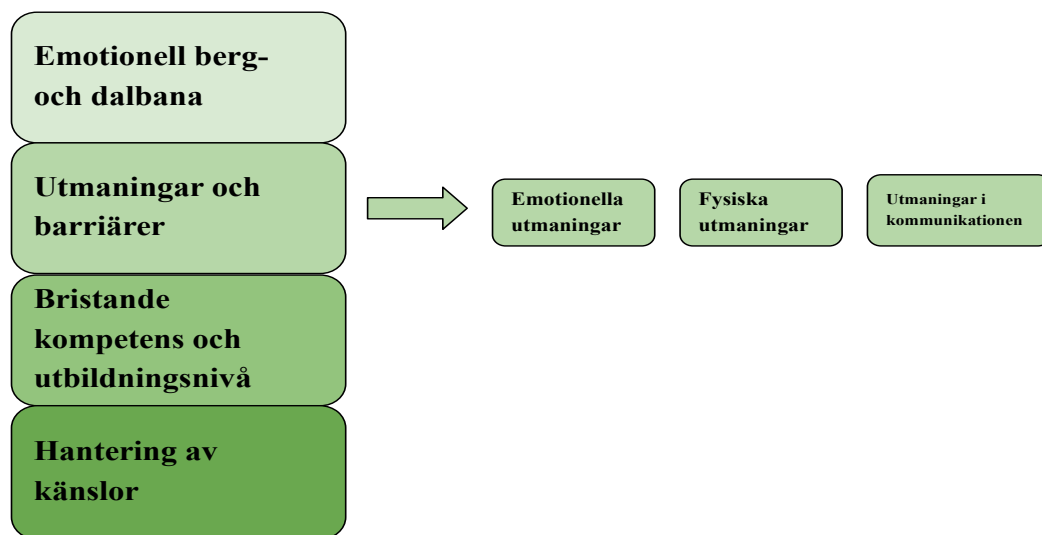 Emotionell berg-
och dalbana
Utmaningar och
barriärer
Emotionella
utmaningar
Fysiska
utmaningar
Utmaningar i
kommunikationen
Bristande
kompetens och
utbildningsnivå
Hantering av
känslor